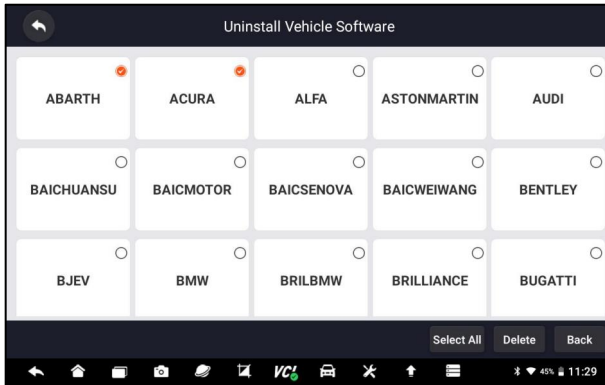 Uninstall Vehicle Software
ABARTH ACURA ALFA ASTONMARTIN AUDI
BAICHUANSU BAICMOTOR BAICSENOVA BAICWEIWANG BENTLEY
BJEV BMW BRILBMW BRILLIANCE BUGATTI
Select All Delete Back
VCI 45% 11:29